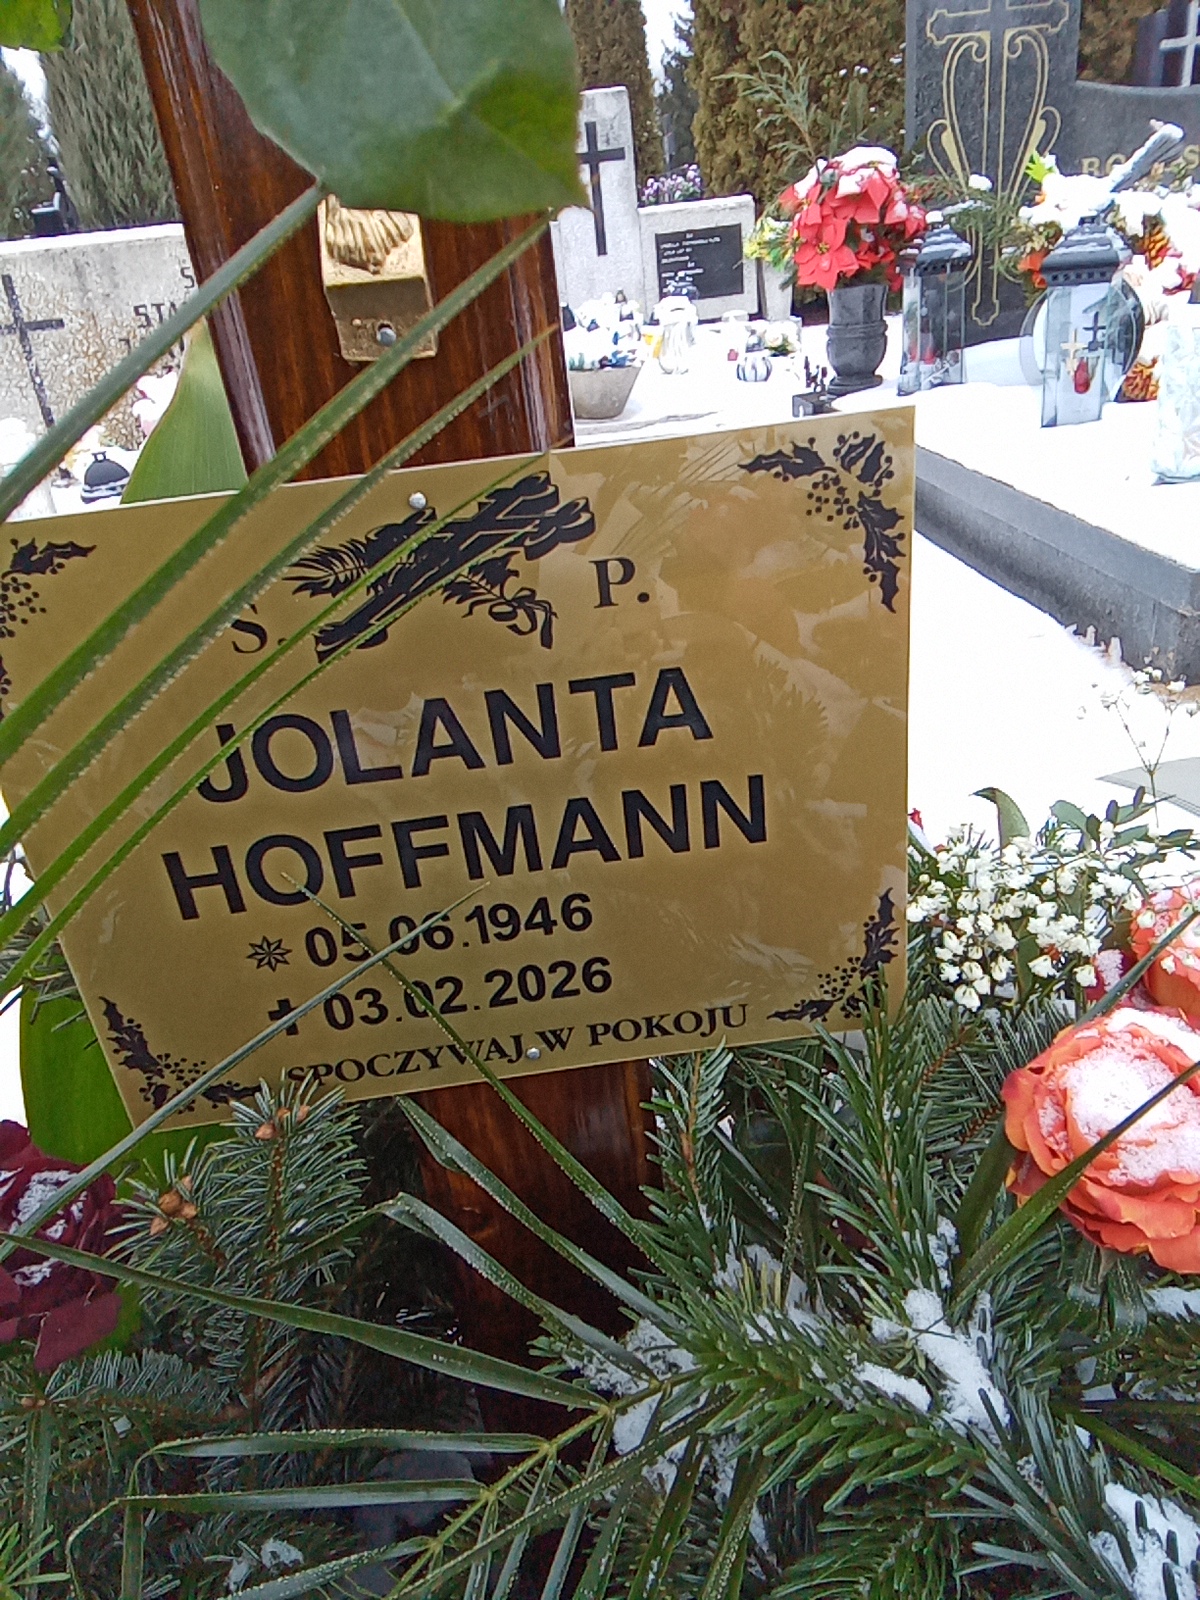 S. P.
JOLANTA
HOFFMANN
05.06.1946
03.02.2026
SPOCZYWAJ W POKOJU